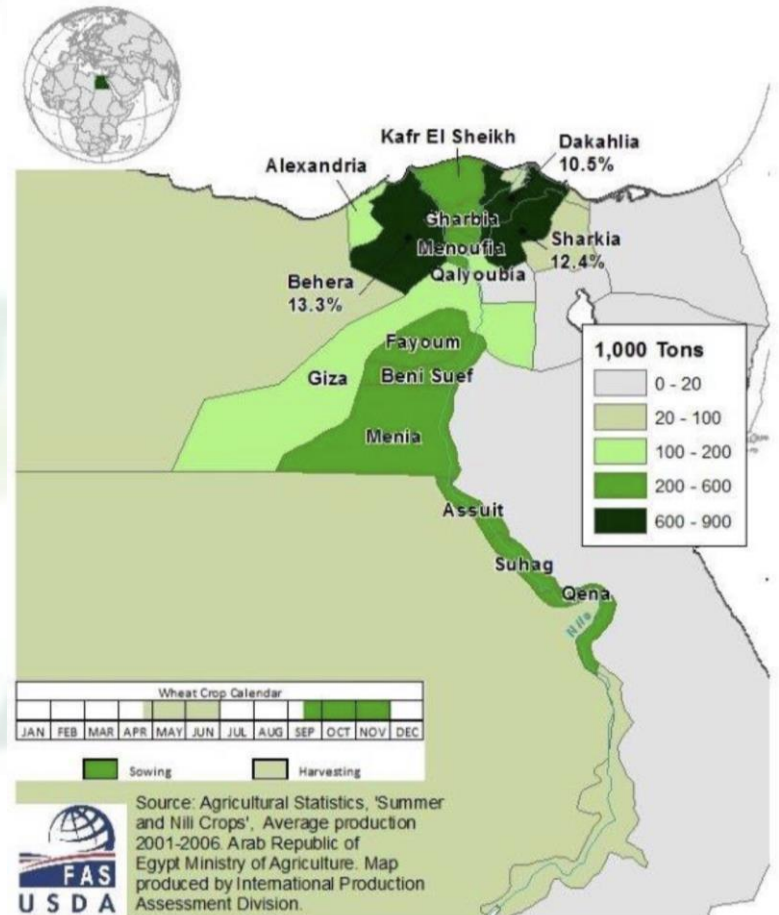 Kafr El Sheikh
Dakahlia
10.5%
Alexandria
Gharbia
Menoufia
Sharkia
12.4%
Qalyoubia
Behera
13.3%
Fayoum
Giza
Beni Suef
Menia
Assuit
Suhag
Qena
Nile
1,000 Tons
0 - 20
20 - 100
100 - 200
200 - 600
600 - 900
Wheat Crop Calendar
JAN FEB MAR APR MAY JUN JUL AUG SEP OCT NOV DEC
Sowing Harvesting
Source: Agricultural Statistics, 'Summer
and Nili Crops', Average production
2001-2006. Arab Republic of
Egypt Ministry of Agriculture. Map
produced by International Production
Assessment Division.
FAS
USDA